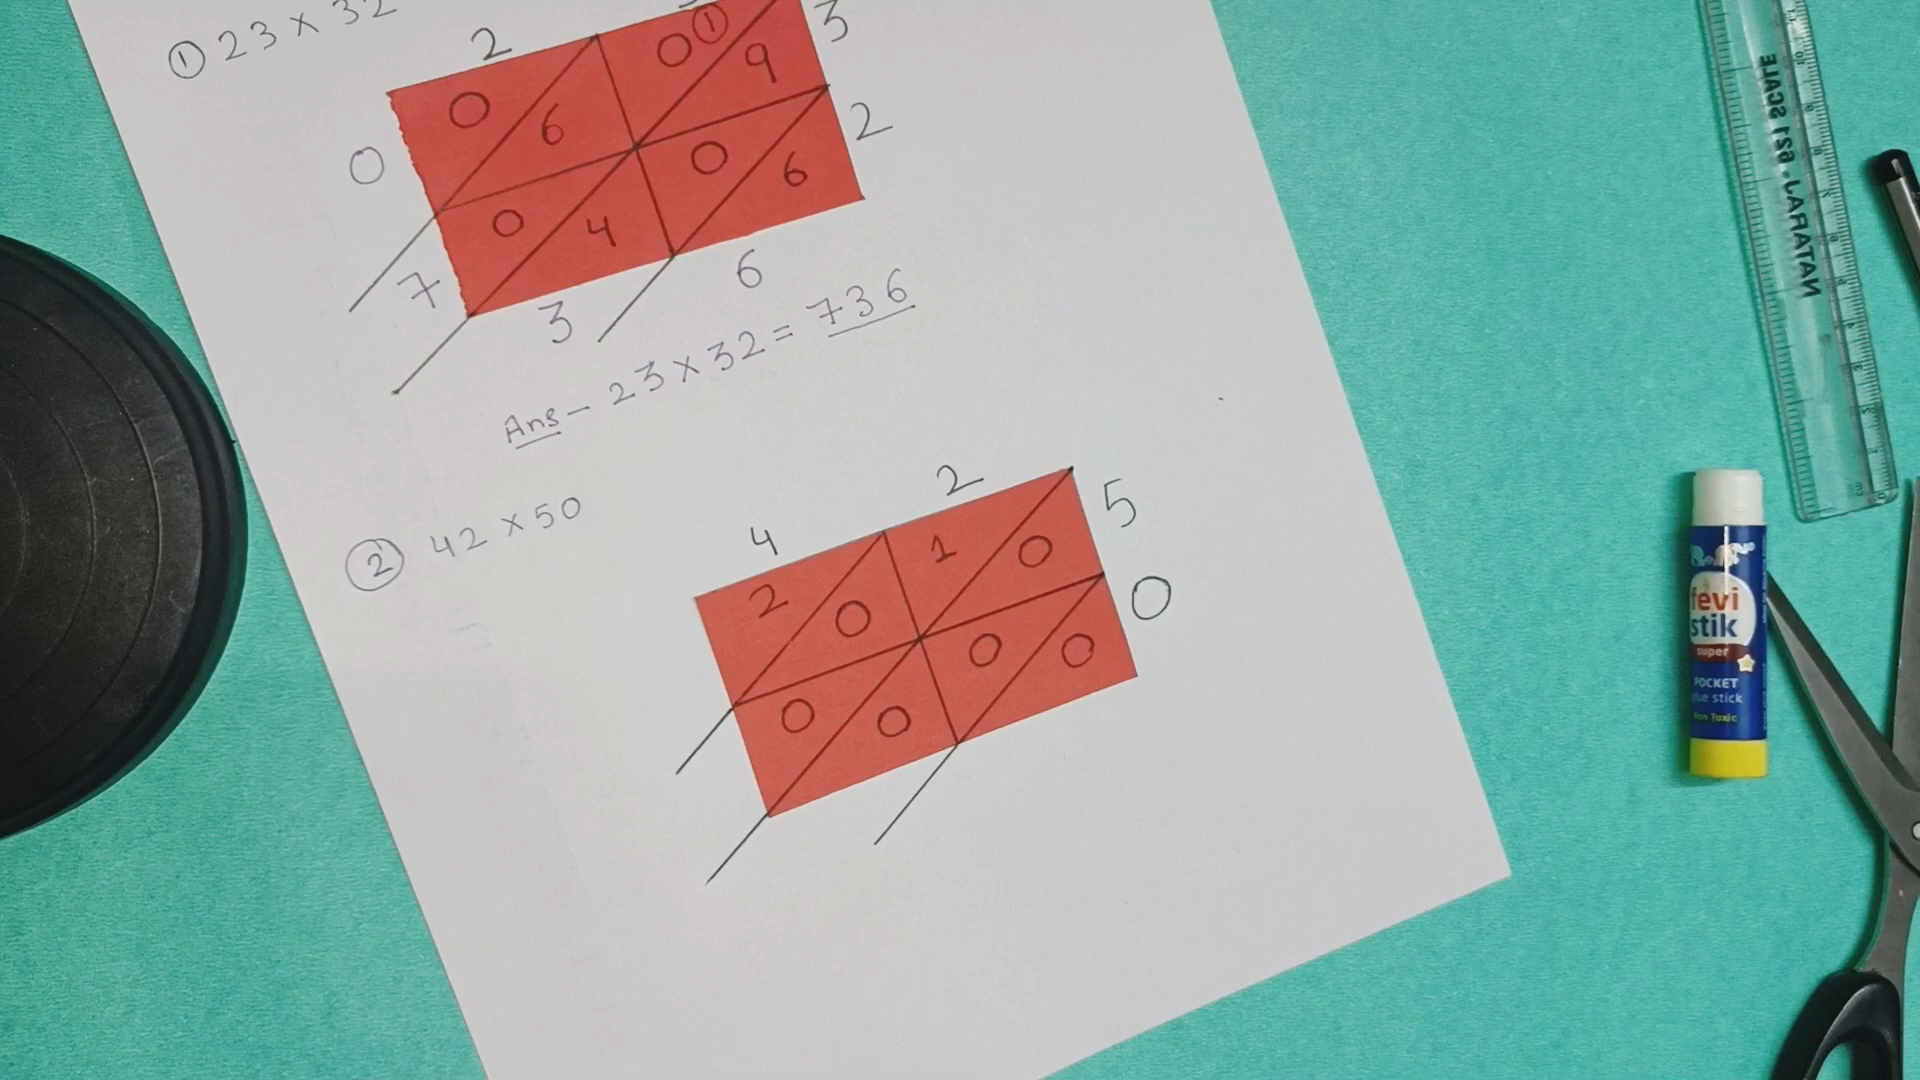 ① 23 × 32
2
0 ① 3
0 6 9
0
0 2
0 4 6
7
3 6
Ans – 23 × 32 = 736
② 42 × 50
4 2
2 0 1 0 5
0 0 0 0 0
NATARAJ. 621 SCALE
fevi
stik
super
POCKET
glue stick
Non Toxic